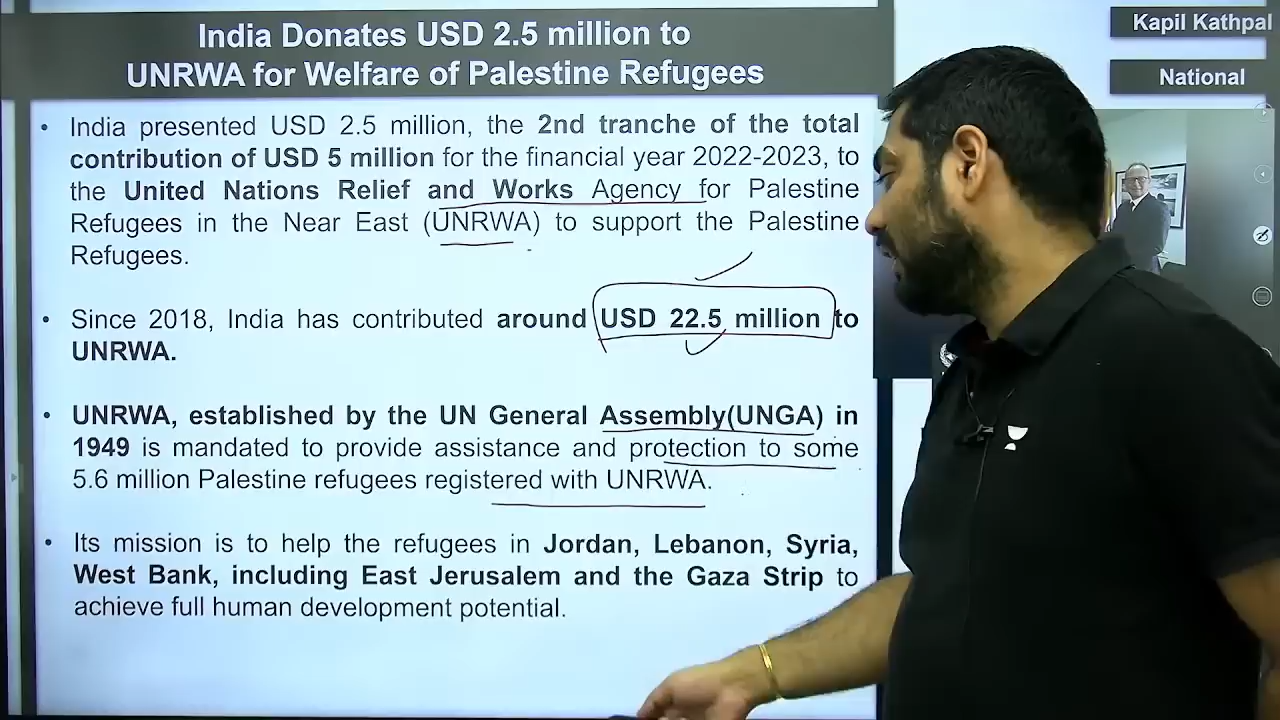 India Donates USD 2.5 million to
UNRWA for Welfare of Palestine Refugees
Kapil Kathpal
National
• India presented USD 2.5 million, the 2nd tranche of the total
contribution of USD 5 million for the financial year 2022-2023, to
the United Nations Relief and Works Agency for Palestine
Refugees in the Near East (UNRWA) to support the Palestine
Refugees.
• Since 2018, India has contributed around USD 22.5 million to
UNRWA.
• UNRWA, established by the UN General Assembly(UNGA) in
1949 is mandated to provide assistance and protection to some
5.6 million Palestine refugees registered with UNRWA.
• Its mission is to help the refugees in Jordan, Lebanon, Syria,
West Bank, including East Jerusalem and the Gaza Strip to
achieve full human development potential.